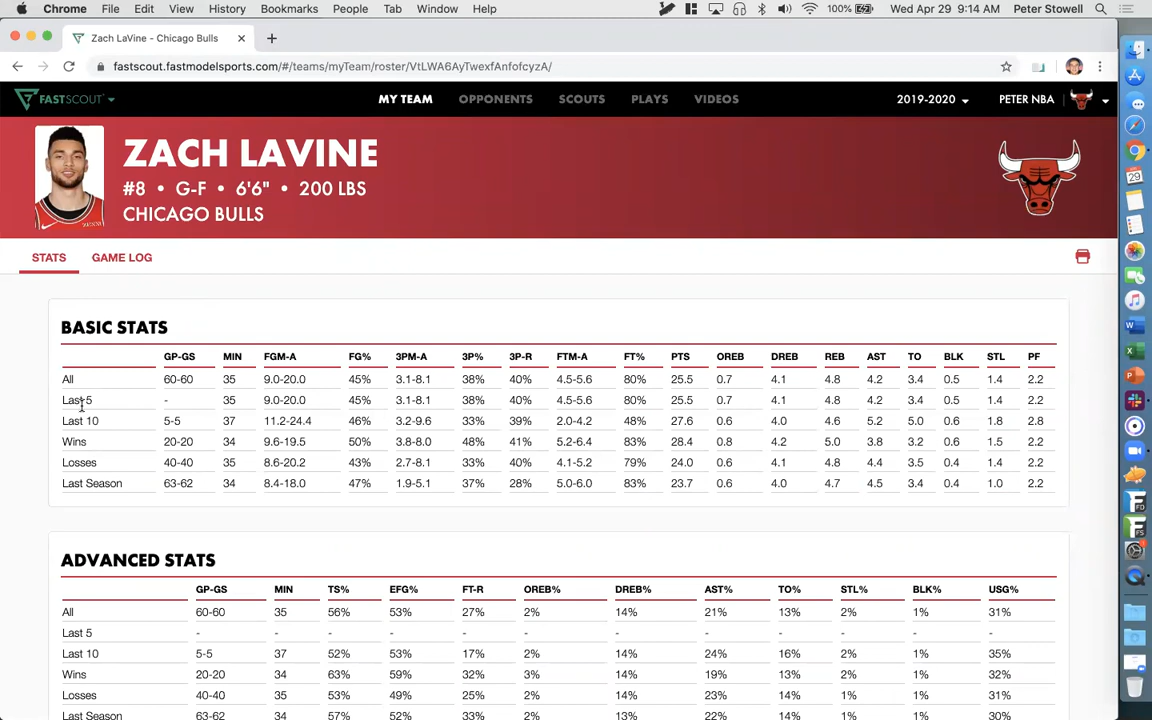 Chrome File Edit View History Bookmarks People Tab Window Help 100% Wed Apr 29 9:14 AM Peter Stowell
Zach LaVine - Chicago Bulls
fastscout.fastmodelsports.com/#/teams/myTeam/roster/VtLWA6AyTwexfAnfofcyzA/
FASTSCOUT MY TEAM OPPONENTS SCOUTS PLAYS VIDEOS 2019-2020 PETER NBA
ZACH LAVINE
#8 • G-F • 6'6" • 200 LBS
CHICAGO BULLS
STATS GAME LOG
BASIC STATS
GP-GS MIN FGM-A FG% 3PM-A 3P% 3P-R FTM-A FT% PTS OREB DREB REB AST TO BLK STL PF
All 60-60 35 9.0-20.0 45% 3.1-8.1 38% 40% 4.5-5.6 80% 25.5 0.7 4.1 4.8 4.2 3.4 0.5 1.4 2.2
Last 5 - 35 9.0-20.0 45% 3.1-8.1 38% 40% 4.5-5.6 80% 25.5 0.7 4.1 4.8 4.2 3.4 0.5 1.4 2.2
Last 10 5-5 37 11.2-24.4 46% 3.2-9.6 33% 39% 2.0-4.2 48% 27.6 0.6 4.0 4.6 5.2 5.0 0.6 1.8 2.8
Wins 20-20 34 9.6-19.5 50% 3.8-8.0 48% 41% 5.2-6.4 83% 28.4 0.8 4.2 5.0 3.8 3.2 0.6 1.5 2.2
Losses 40-40 35 8.6-20.2 43% 2.7-8.1 33% 40% 4.1-5.2 79% 24.0 0.6 4.1 4.8 4.4 3.5 0.4 1.4 2.2
Last Season 63-62 34 8.4-18.0 47% 1.9-5.1 37% 28% 5.0-6.0 83% 23.7 0.6 4.0 4.7 4.5 3.4 0.4 1.0 2.2
ADVANCED STATS
GP-GS MIN TS% EFG% FT-R OREB% DREB% AST% TO% STL% BLK% USG%
All 60-60 35 56% 53% 27% 2% 14% 21% 13% 2% 1% 31%
Last 5 - - - - - - - - - - - -
Last 10 5-5 37 52% 53% 17% 2% 14% 24% 16% 2% 1% 35%
Wins 20-20 34 63% 59% 32% 3% 14% 19% 13% 2% 1% 32%
Losses 40-40 35 53% 49% 25% 2% 14% 23% 14% 1% 1% 31%
Last Season 63-62 34 57% 52% 33% 2% 13% 22% 14% 1% 1% 30%